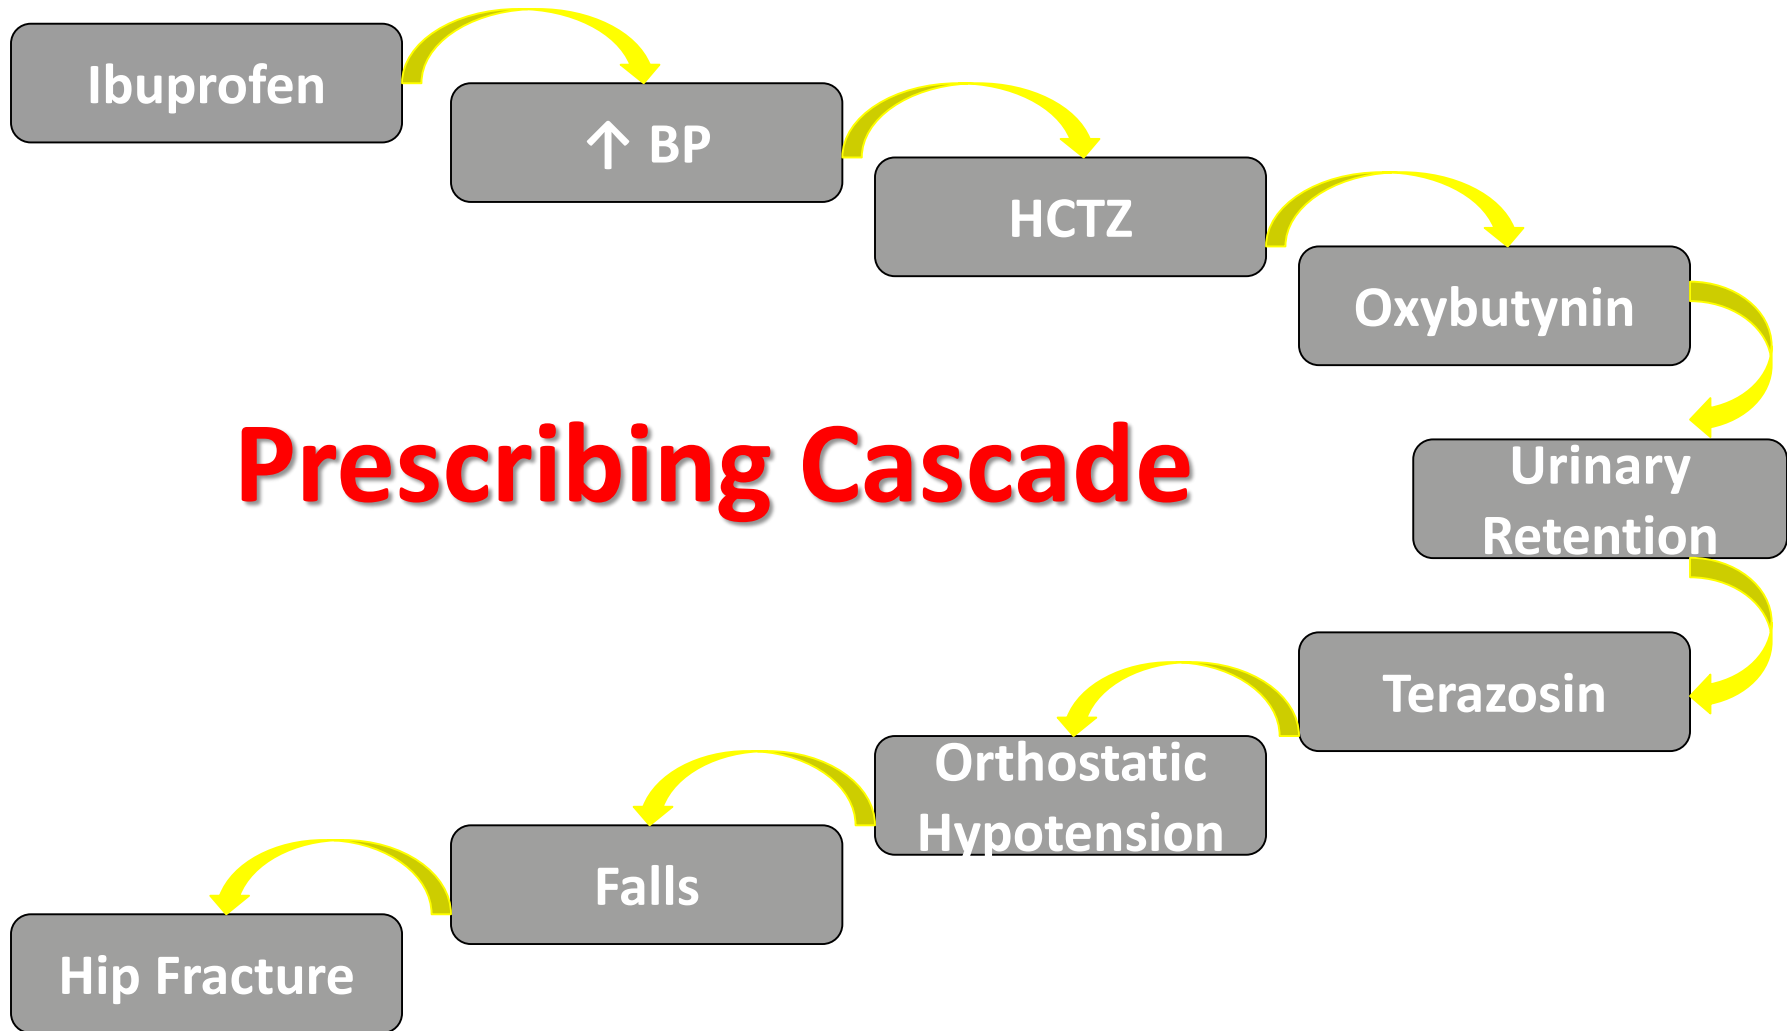 Ibuprofen
↑ BP
HCTZ
Oxybutynin
Prescribing Cascade
Urinary
Retention
Terazosin
Orthostatic
Hypotension
Falls
Hip Fracture